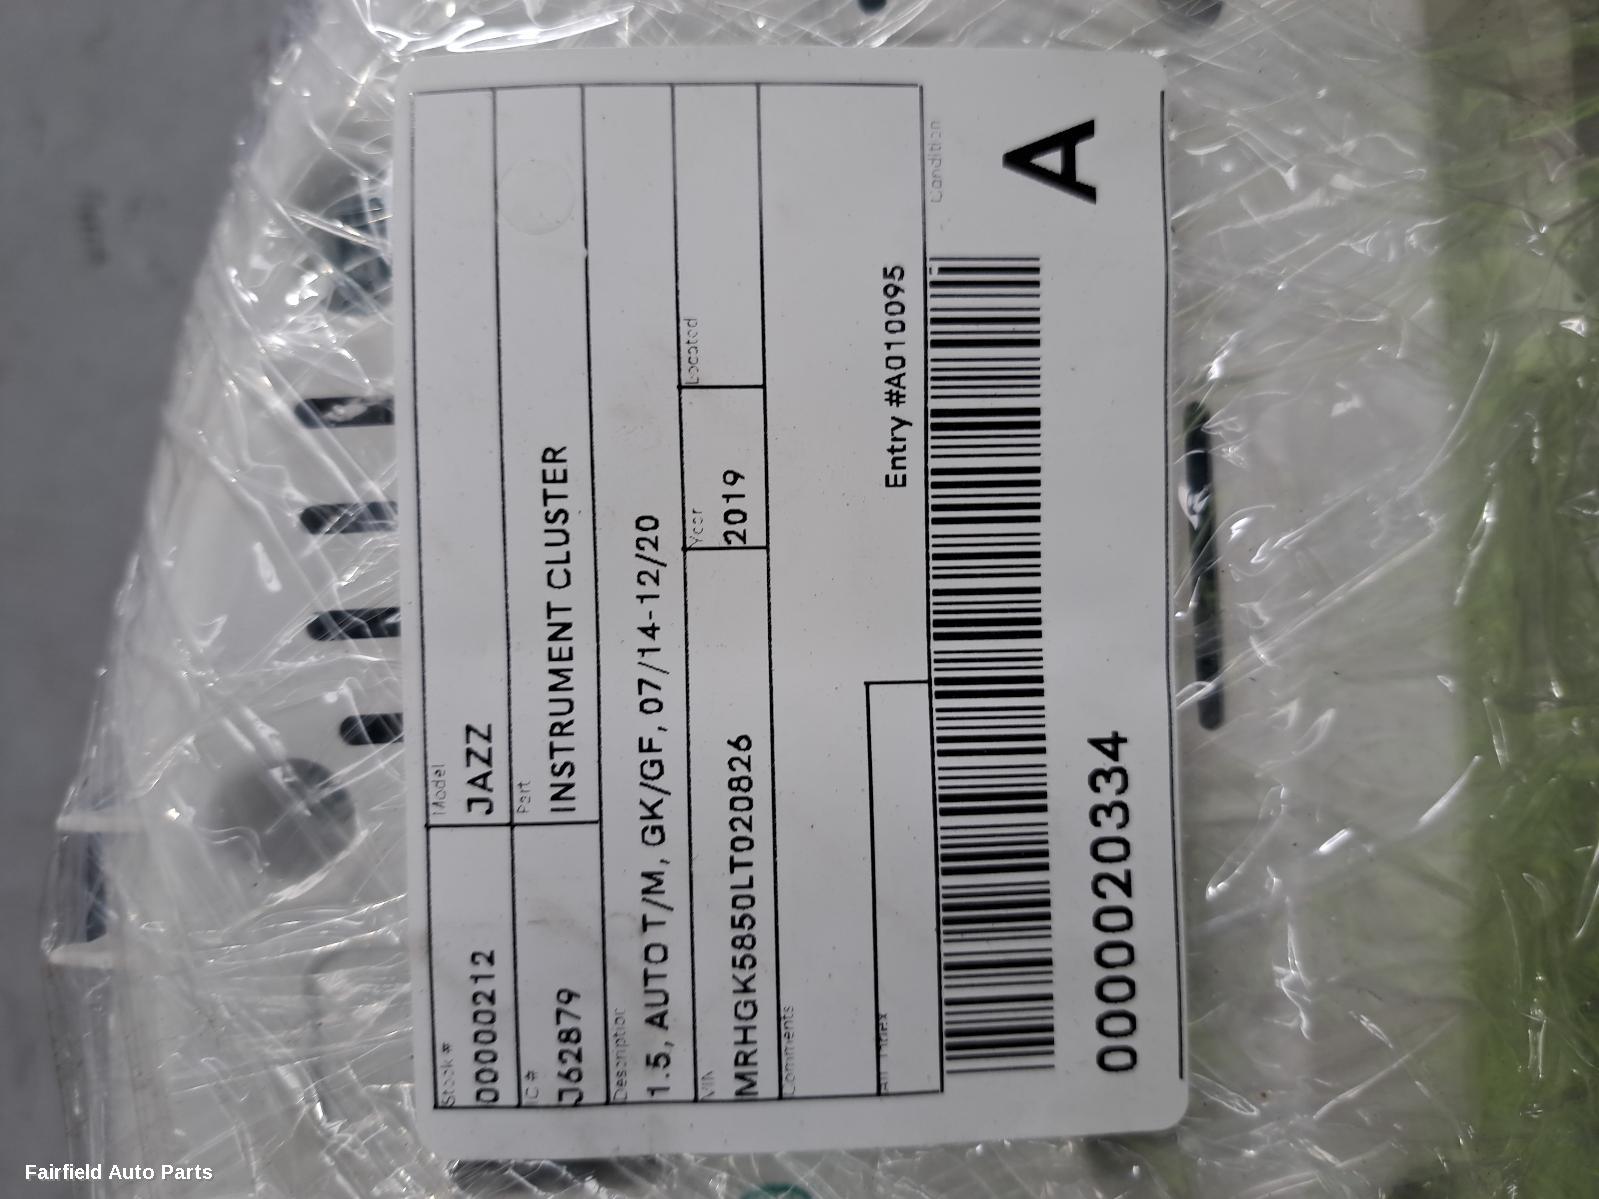 Stock #
000000212
Model
JAZZ
IC #
J62879
Part
INSTRUMENT CLUSTER
Description
1.5, AUTO T/M, GK/GF, 07/14-12/20
VIN
MRHGK5850LT020826
Year
2019
Located
Comments
Entry #A010095
Condition
A
0000020334
Fairfield Auto Parts